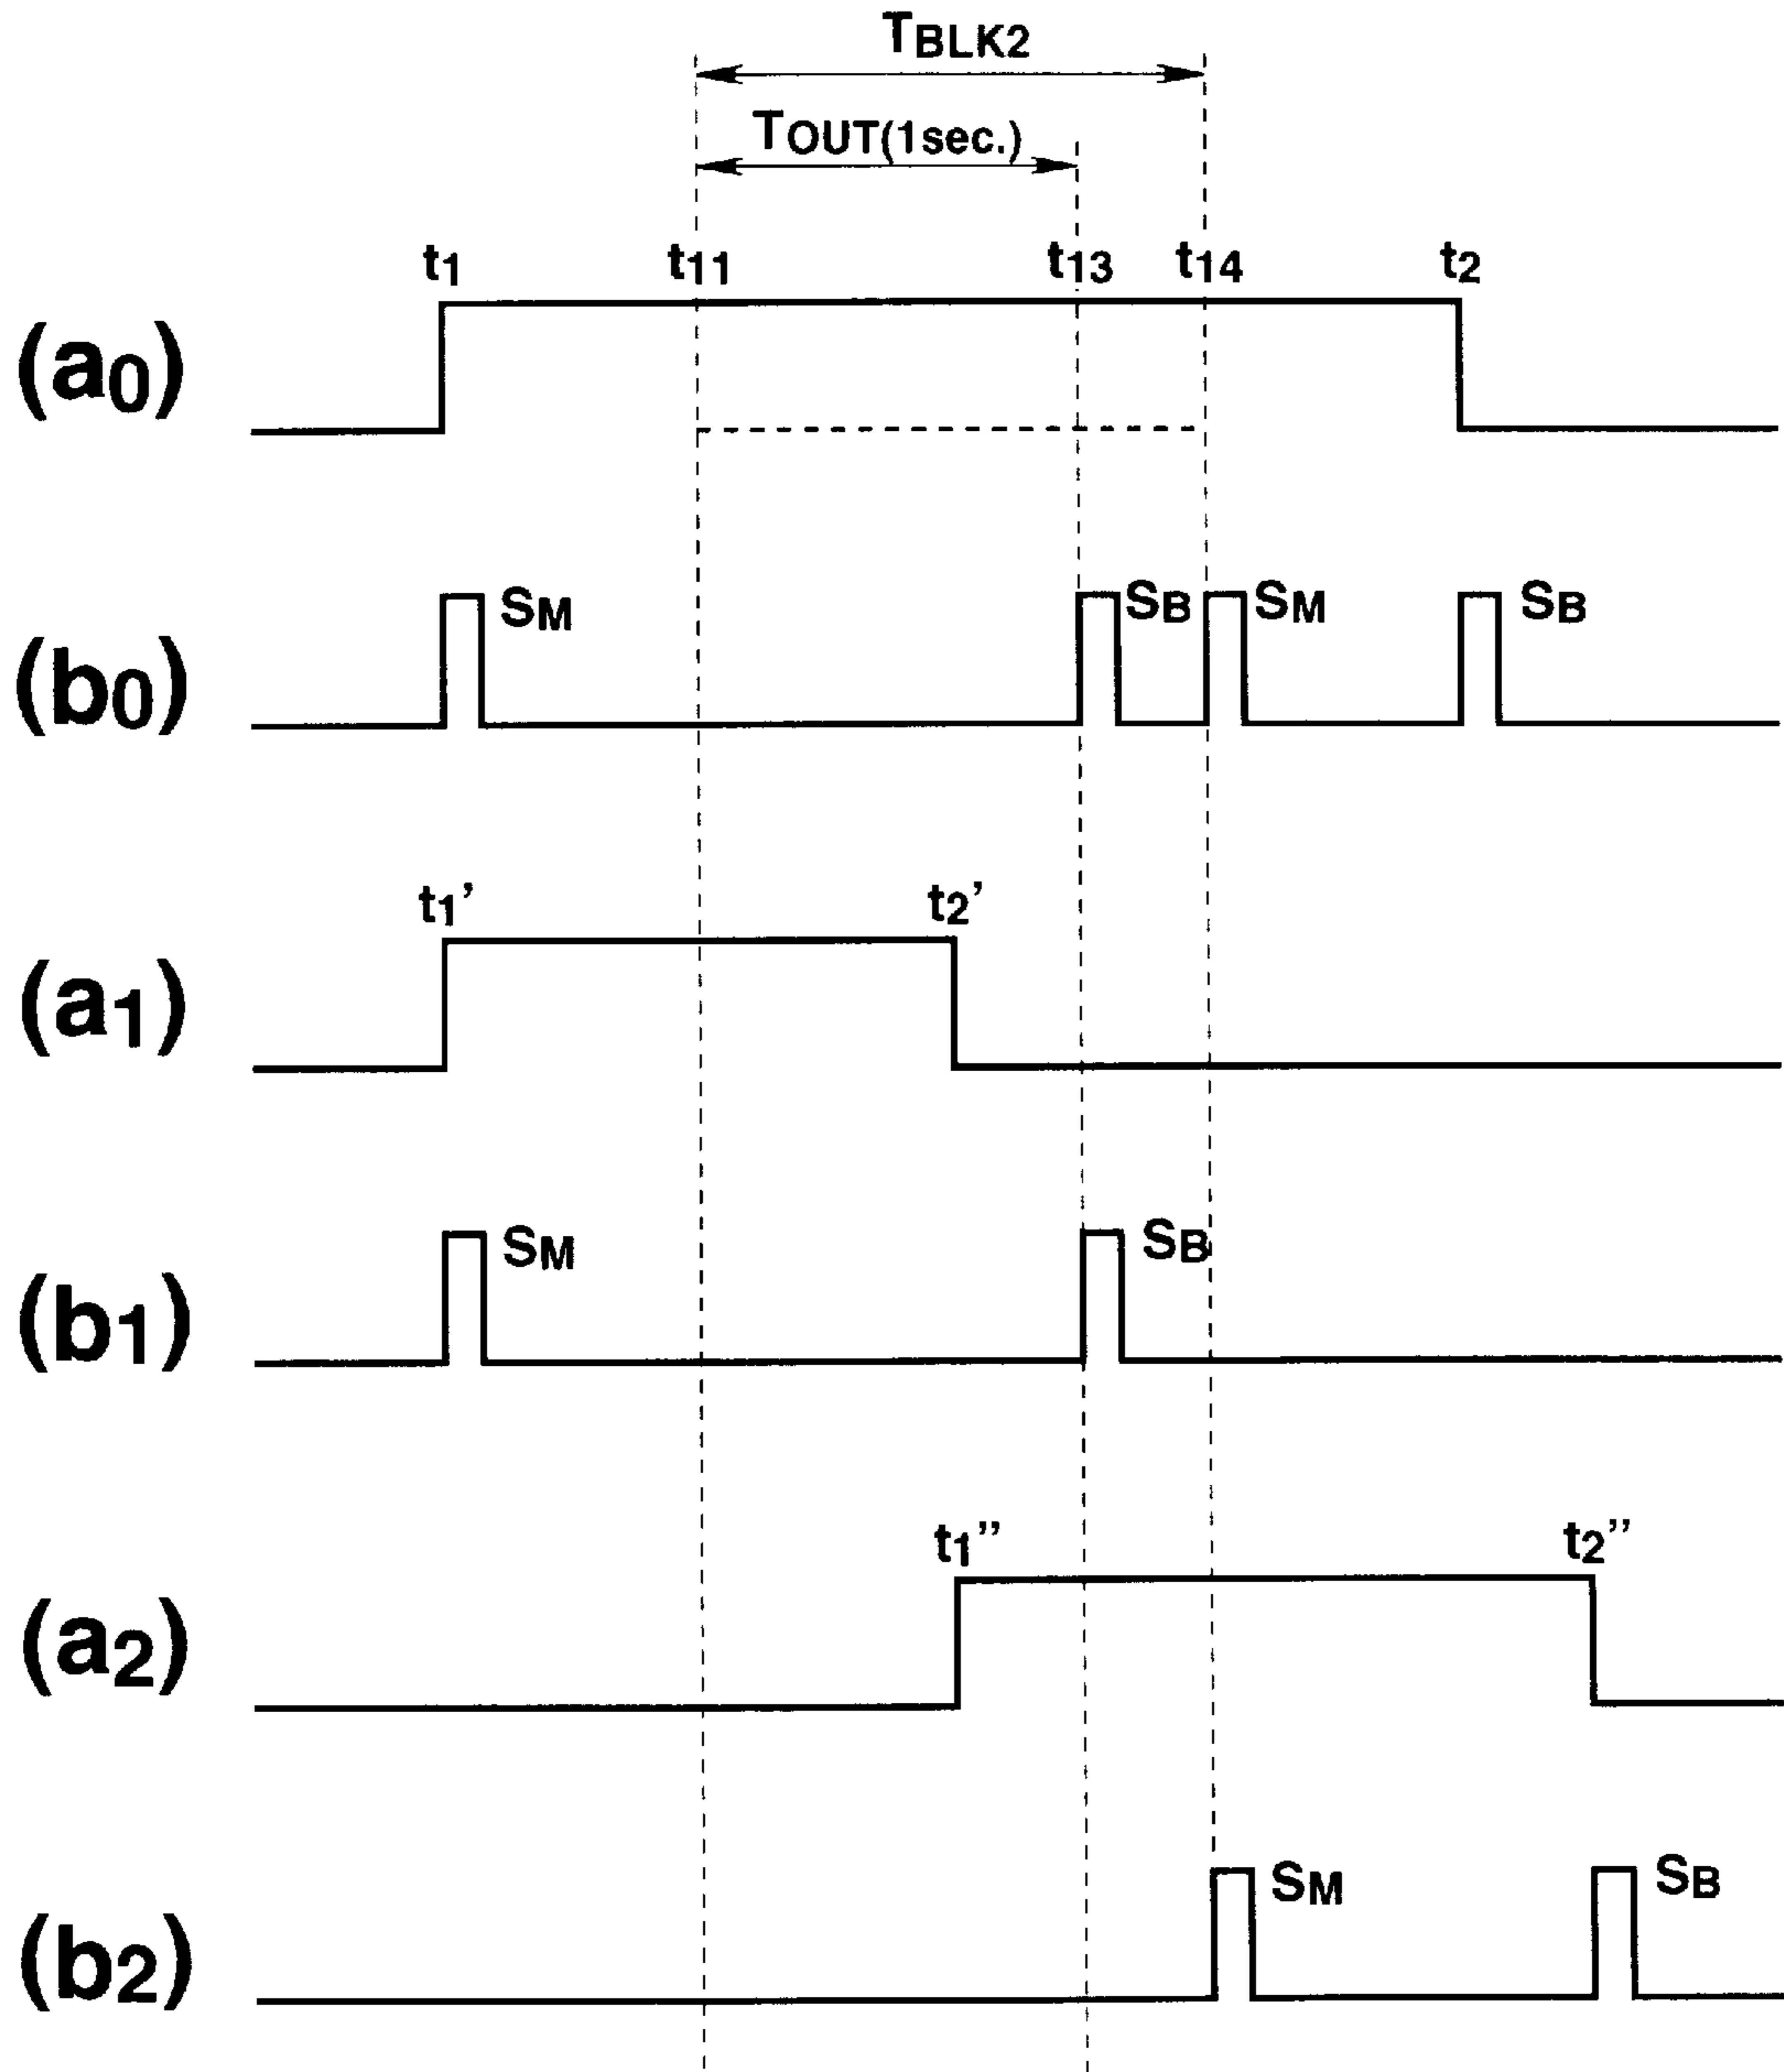 TBLK2
TOUT(1sec.)
t1 t11 t13 t14 t2
(a0)
SM SB SM SB
(b0)
t1' t2'
(a1)
SM SB
(b1)
t1" t2"
(a2)
SM SB
(b2)